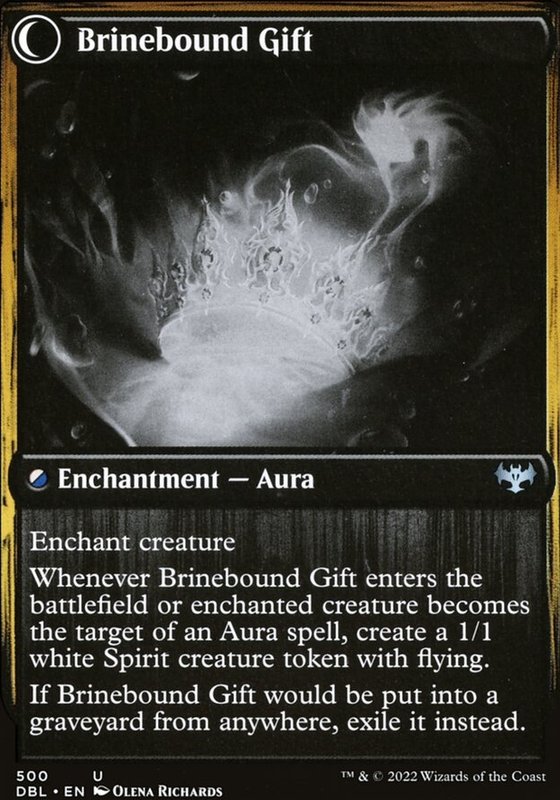 Brinebound Gift
Enchantment — Aura
Enchant creature
Whenever Brinebound Gift enters the
battlefield or enchanted creature becomes
the target of an Aura spell, create a 1/1
white Spirit creature token with flying.
If Brinebound Gift would be put into a
graveyard from anywhere, exile it instead.
500 U
DBL • EN Olena Richards
™ & © 2022 Wizards of the Coast